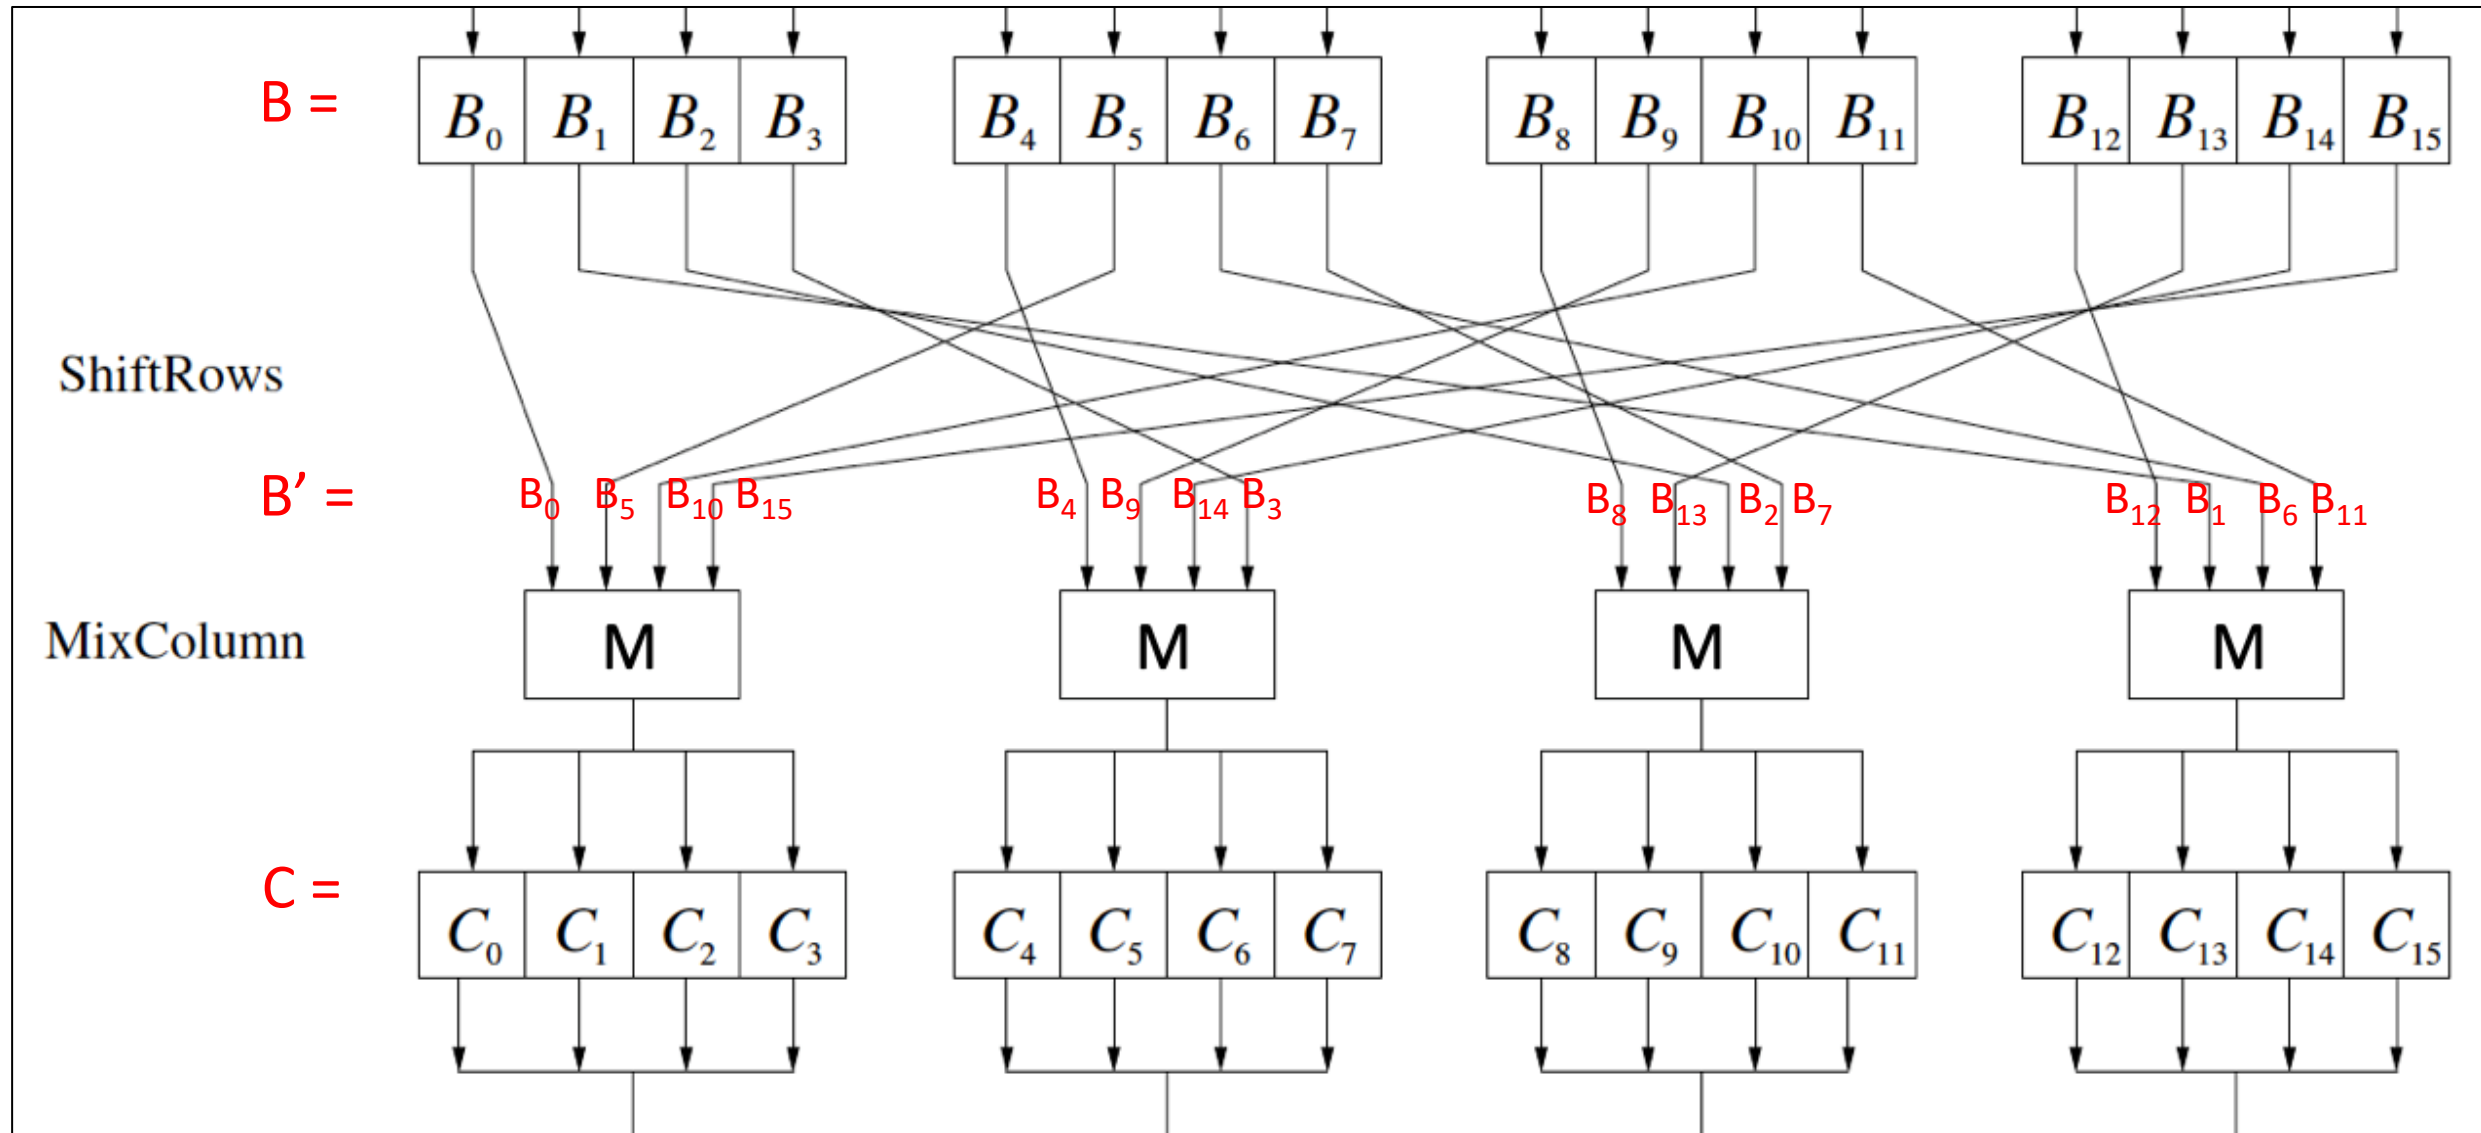 B = B₀ B₁ B₂ B₃ B₄ B₅ B₆ B₇ B₈ B₉ B₁₀ B₁₁ B₁₂ B₁₃ B₁₄ B₁₅
ShiftRows
B’ = B₀ B₅ B₁₀ B₁₅ B₄ B₉ B₁₄ B₃ B₈ B₁₃ B₂ B₇ B₁₂ B₁ B₆ B₁₁
MixColumn M M M M
C = C₀ C₁ C₂ C₃ C₄ C₅ C₆ C₇ C₈ C₉ C₁₀ C₁₁ C₁₂ C₁₃ C₁₄ C₁₅